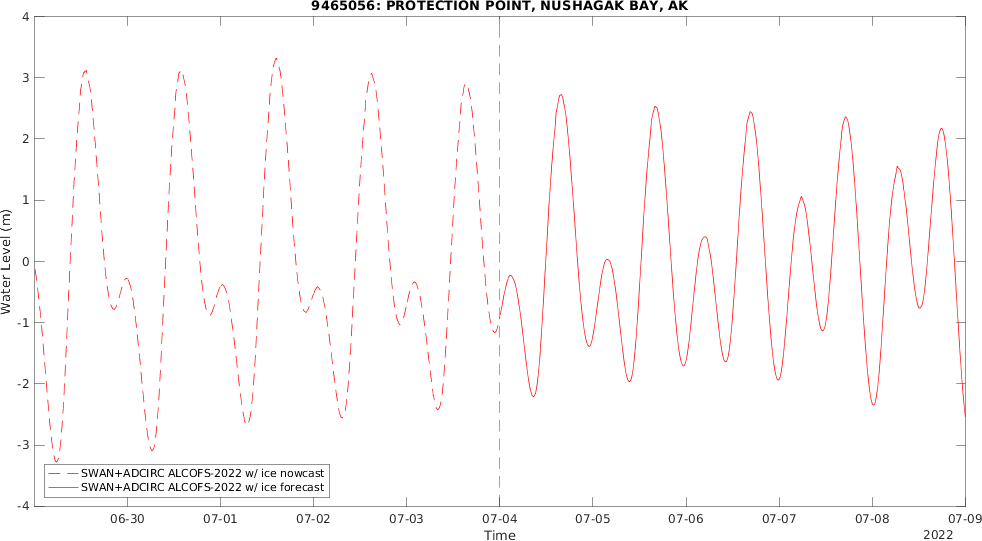 9465056: PROTECTION POINT, NUSHAGAK BAY, AK
4
3
2
1
0
-1
-2
-3
-4
Water Level (m)
SWAN+ADCIRC ALCOFS-2022 w/ ice nowcast
SWAN+ADCIRC ALCOFS-2022 w/ ice forecast
06-30 07-01 07-02 07-03 07-04 07-05 07-06 07-07 07-08 07-09
Time
2022